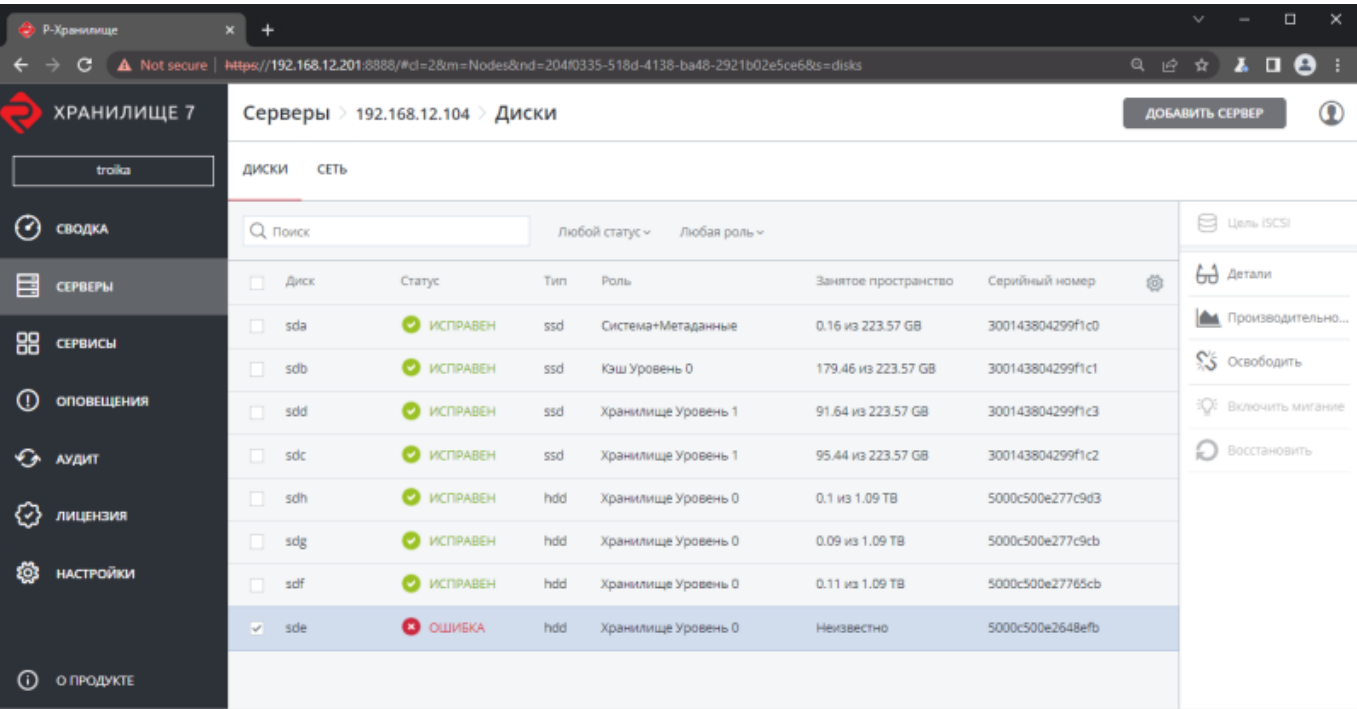 Р-Хранилище
Not secure | https://192.168.12.201:8888/#cl=2&m=Nodes&nd=204f0335-518d-4138-ba48-2921b02e5ce6&s=disks
ХРАНИЛИЩЕ 7
Серверы > 192.168.12.104 > Диски
ДОБАВИТЬ СЕРВЕР
troika
ДИСКИ СЕТЬ
СВОДКА
СЕРВЕРЫ
СЕРВИСЫ
ОПОВЕЩЕНИЯ
АУДИТ
ЛИЦЕНЗИЯ
НАСТРОЙКИ
О ПРОДУКТЕ
Поиск Любой статус Любая роль
Диск Статус Тип Роль Занятое пространство Серийный номер
sda ИСПРАВЕН ssd Система+Метаданные 0.16 из 223.57 GB 300143804299f1c0
sdb ИСПРАВЕН ssd Кэш Уровень 0 179.46 из 223.57 GB 300143804299f1c1
sdd ИСПРАВЕН ssd Хранилище Уровень 1 91.64 из 223.57 GB 300143804299f1c3
sdc ИСПРАВЕН ssd Хранилище Уровень 1 95.44 из 223.57 GB 300143804299f1c2
sdh ИСПРАВЕН hdd Хранилище Уровень 0 0.1 из 1.09 TB 5000c500e277c9d3
sdg ИСПРАВЕН hdd Хранилище Уровень 0 0.09 из 1.09 TB 5000c500e277c9cb
sdf ИСПРАВЕН hdd Хранилище Уровень 0 0.11 из 1.09 TB 5000c500e27765cb
sde ОШИБКА hdd Хранилище Уровень 0 Неизвестно 5000c500e2648efb
Цель iSCSI
Детали
Производительно...
Освободить
Включить мигание
Восстановить